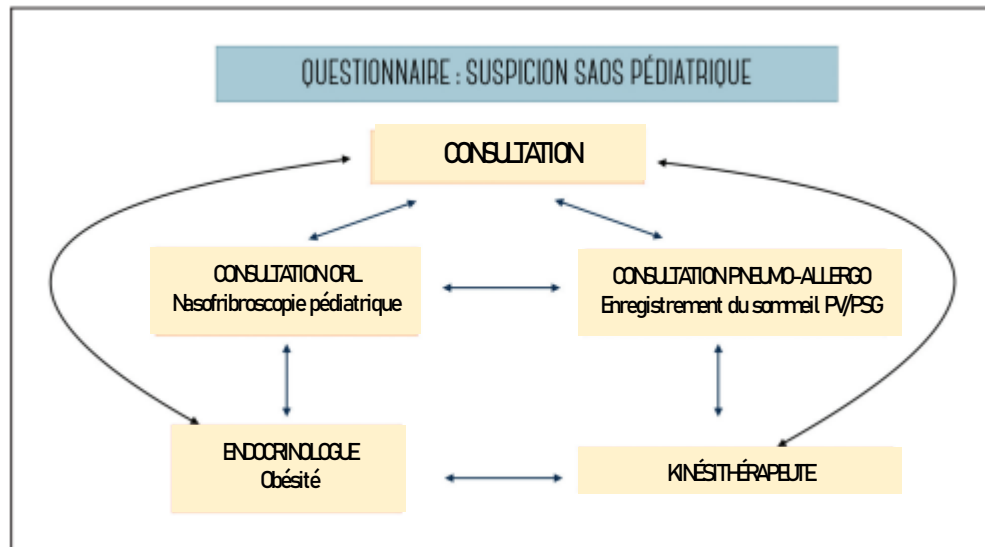 QUESTIONNAIRE : SUSPICION SAOS PÉDIATRIQUE
CONSULTATION
CONSULTATION ORL
Nasofribroscopie pédiatrique
CONSULTATION PNEUMO-ALLERGO
Enregistrement du sommeil PV/PSG
ENDOCRINOLOGUE
Obésité
KINÉSITHÉRAPEUTE